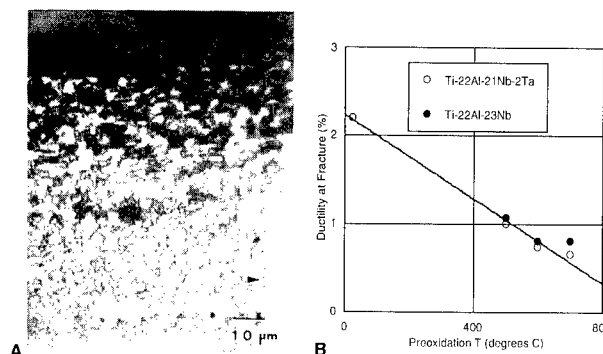 A
10 μm
B
Ductility at Fracture (%)
3
2
1
0
Ti-22Al-21Nb-2Ta
Ti-22Al-23Nb
0
400
80
Preoxidation T (degrees C)